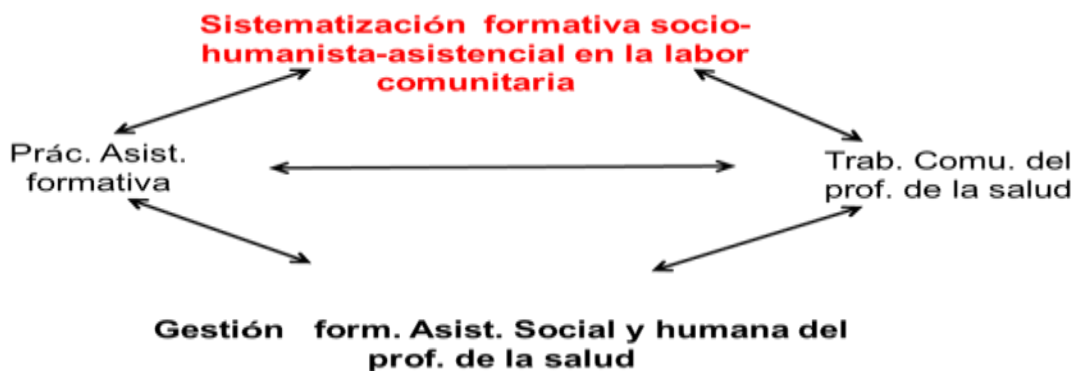 Sistematización formativa socio-
humanista-asistencial en la labor
comunitaria
Prác. Asist.
formativa
Trab. Comu. del
prof. de la salud
Gestión form. Asist. Social y humana del
prof. de la salud